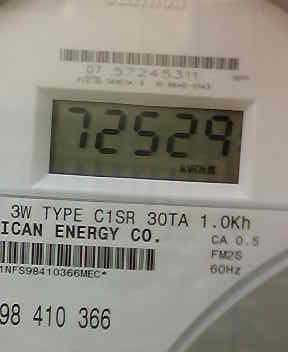 07 57245311
72529
3W TYPE C1SR 30TA 1.0Kh
ICAN ENERGY CO.
CA 0.5
FM2S
60Hz
1NFS98410366MEC*
98 410 366